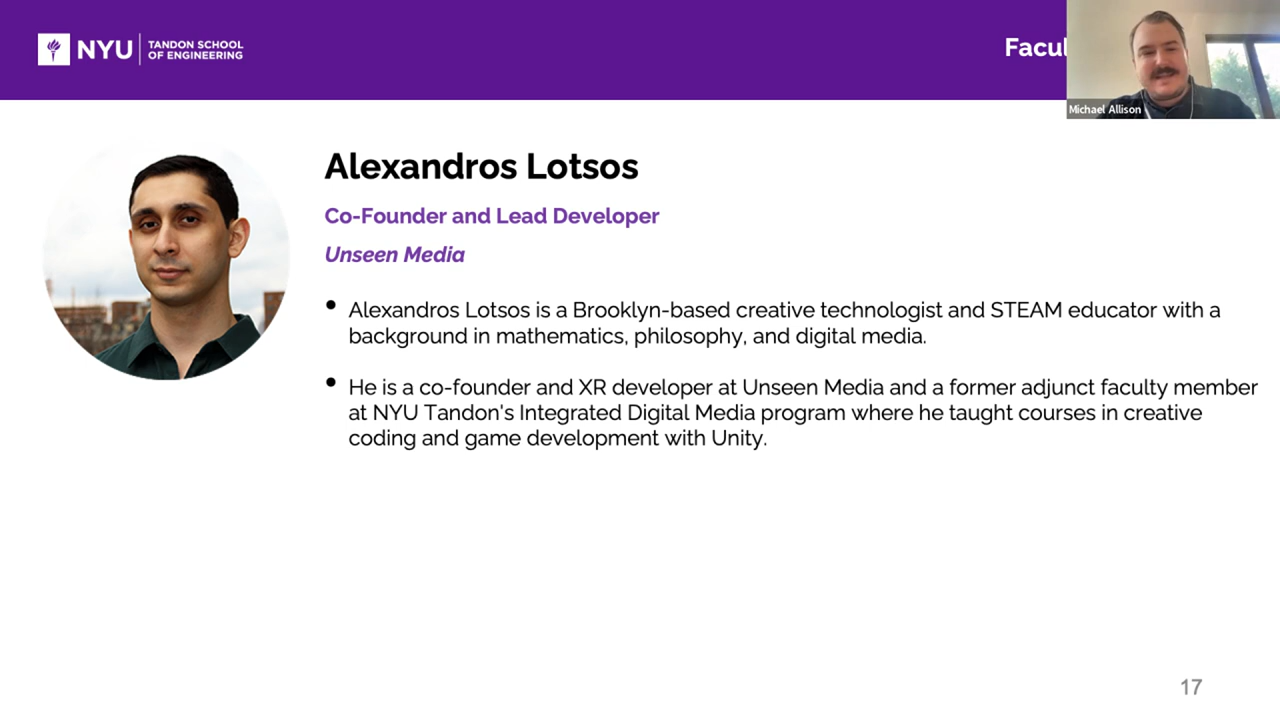 NYU
TANDON SCHOOL
OF ENGINEERING
Facul
Michael Allison
Alexandros Lotsos
Co-Founder and Lead Developer
Unseen Media
• Alexandros Lotsos is a Brooklyn-based creative technologist and STEAM educator with a
background in mathematics, philosophy, and digital media.
• He is a co-founder and XR developer at Unseen Media and a former adjunct faculty member
at NYU Tandon's Integrated Digital Media program where he taught courses in creative
coding and game development with Unity.
17